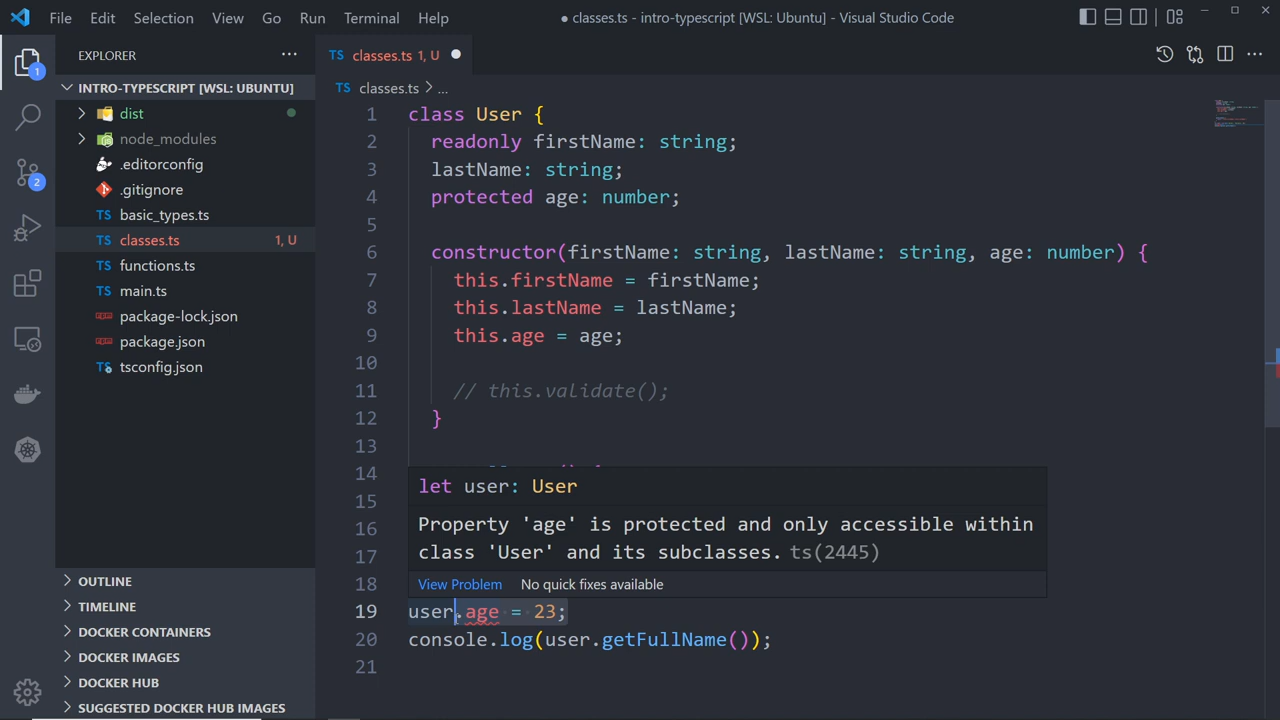 File Edit Selection View Go Run Terminal Help ● classes.ts - intro-typescript [WSL: Ubuntu] - Visual Studio Code
EXPLORER
INTRO-TYPESCRIPT [WSL: UBUNTU]
dist
node_modules
.editorconfig
.gitignore
TS basic_types.ts
TS classes.ts 1, U
TS functions.ts
TS main.ts
package-lock.json
package.json
TS tsconfig.json
OUTLINE
TIMELINE
DOCKER CONTAINERS
DOCKER IMAGES
DOCKER HUB
SUGGESTED DOCKER HUB IMAGES
1
2
TS classes.ts 1, U
TS classes.ts > ...
1 class User {
2 readonly firstName: string;
3 lastName: string;
4 protected age: number;
5
6 constructor(firstName: string, lastName: string, age: number) {
7 this.firstName = firstName;
8 this.lastName = lastName;
9 this.age = age;
10
11 // this.validate();
12 }
13
14
15
16
17
18
let user: User
Property 'age' is protected and only accessible within
class 'User' and its subclasses. ts(2445)
View Problem No quick fixes available
19 user.age = 23;
20 console.log(user.getFullName());
21